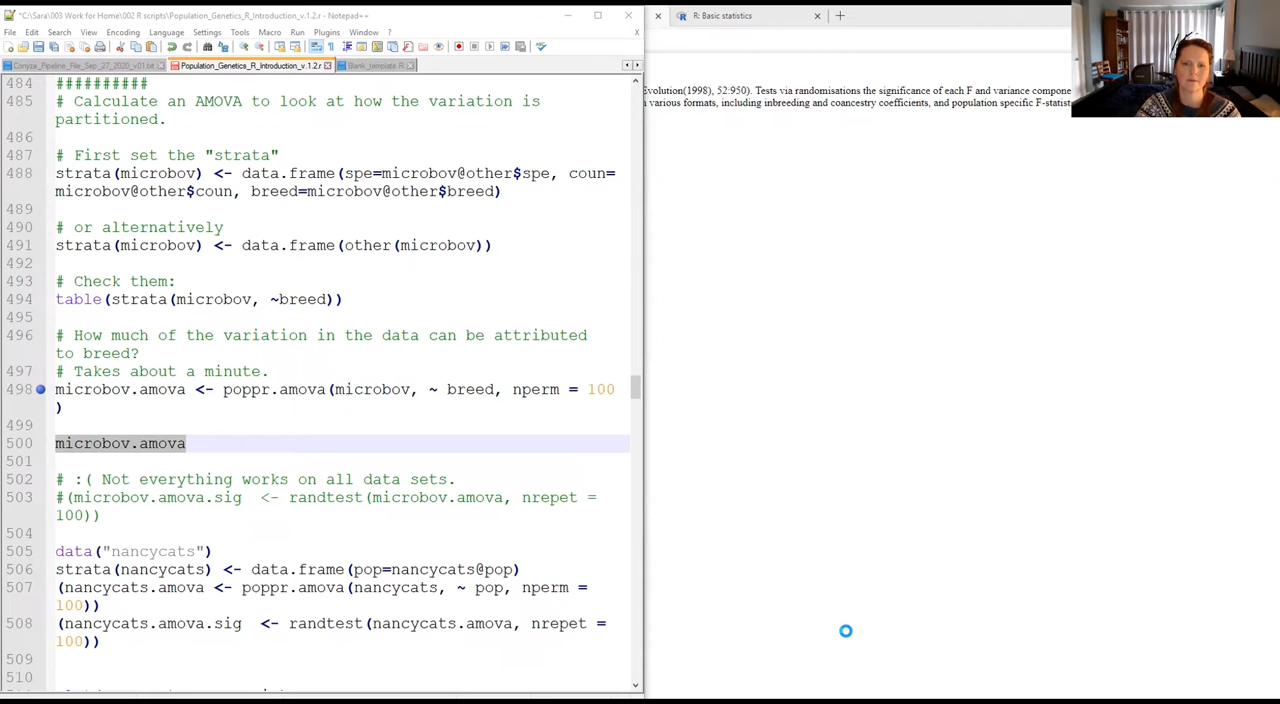 *C:\Sara\003 Work for Home\002 R scripts\Population_Genetics_R_Introduction_v.1.2.r - Notepad++
R: Basic statistics
File Edit Search View Encoding Language Settings Tools Macro Run Plugins Window ?
Conyza_Pipeline_File_Sep_27_2020_v01.txt Population_Genetics_R_Introduction_v.1.2.r Blank_template.R
Evolution(1998), 52:950). Tests via randomisations the significance of each F and variance compone
various formats, including inbreeding and coancestry coefficients, and population specific F-statist
484 ##########
485 # Calculate an AMOVA to look at how the variation is
partitioned.
486
487 # First set the "strata"
488 strata(microbov) <- data.frame(spe=microbov@other$spe, coun=
microbov@other$coun, breed=microbov@other$breed)
489
490 # or alternatively
491 strata(microbov) <- data.frame(other(microbov))
492
493 # Check them:
494 table(strata(microbov, ~breed))
495
496 # How much of the variation in the data can be attributed
to breed?
497 # Takes about a minute.
498 microbov.amova <- poppr.amova(microbov, ~ breed, nperm = 100
)
499
500 microbov.amova
501
502 # :( Not everything works on all data sets.
503 #(microbov.amova.sig <- randtest(microbov.amova, nrepet =
100))
504
505 data("nancycats")
506 strata(nancycats) <- data.frame(pop=nancycats@pop)
507 (nancycats.amova <- poppr.amova(nancycats, ~ pop, nperm =
100))
508 (nancycats.amova.sig <- randtest(nancycats.amova, nrepet =
100))
509
510